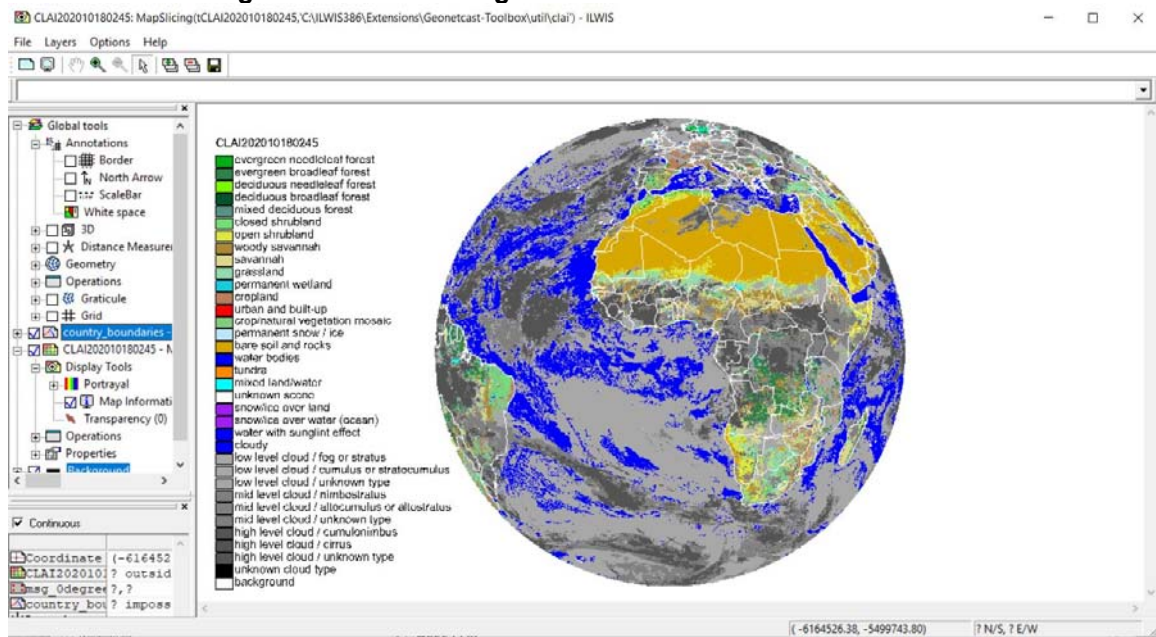 CLAI202010180245: MapSlicing(tCLAI202010180245,'C:\ILWIS386\Extensions\Geonetcast-Toolbox\util\clai') - ILWIS
File Layers Options Help
Global tools
Annotations
Border
North Arrow
ScaleBar
White space
3D
Distance Measurer
Geometry
Operations
Graticule
Grid
country_boundaries -
CLAI202010180245 - M
Display Tools
Portrayal
Map Informati
Transparency (0)
Operations
Properties
Background
Continuous
Coordinate (-616452
CLAI2020101 ? outsid
msg_0degree ?,?
country_bou ? imposs
CLAI202010180245
evergreen needleleaf forest
evergreen broadleaf forest
deciduous needleleaf forest
deciduous broadleaf forest
mixed deciduous forest
closed shrubland
open shrubland
woody savannah
savannah
grassland
permanent wetland
cropland
urban and built-up
crop/natural vegetation mosaic
permanent snow / ice
bare soil and rocks
water bodies
tundra
mixed land/water
unknown scene
snow/ice over land
snow/ice over water (ocean)
water with sunglint effect
cloudy
low level cloud / fog or stratus
low level cloud / cumulus or stratocumulus
low level cloud / unknown type
mid level cloud / nimbostratus
mid level cloud / altocumulus or altostratus
mid level cloud / unknown type
high level cloud / cumulonimbus
high level cloud / cirrus
high level cloud / unknown type
unknown cloud type
background
( -6164526.38, -5499743.80) ? N/S, ? E/W